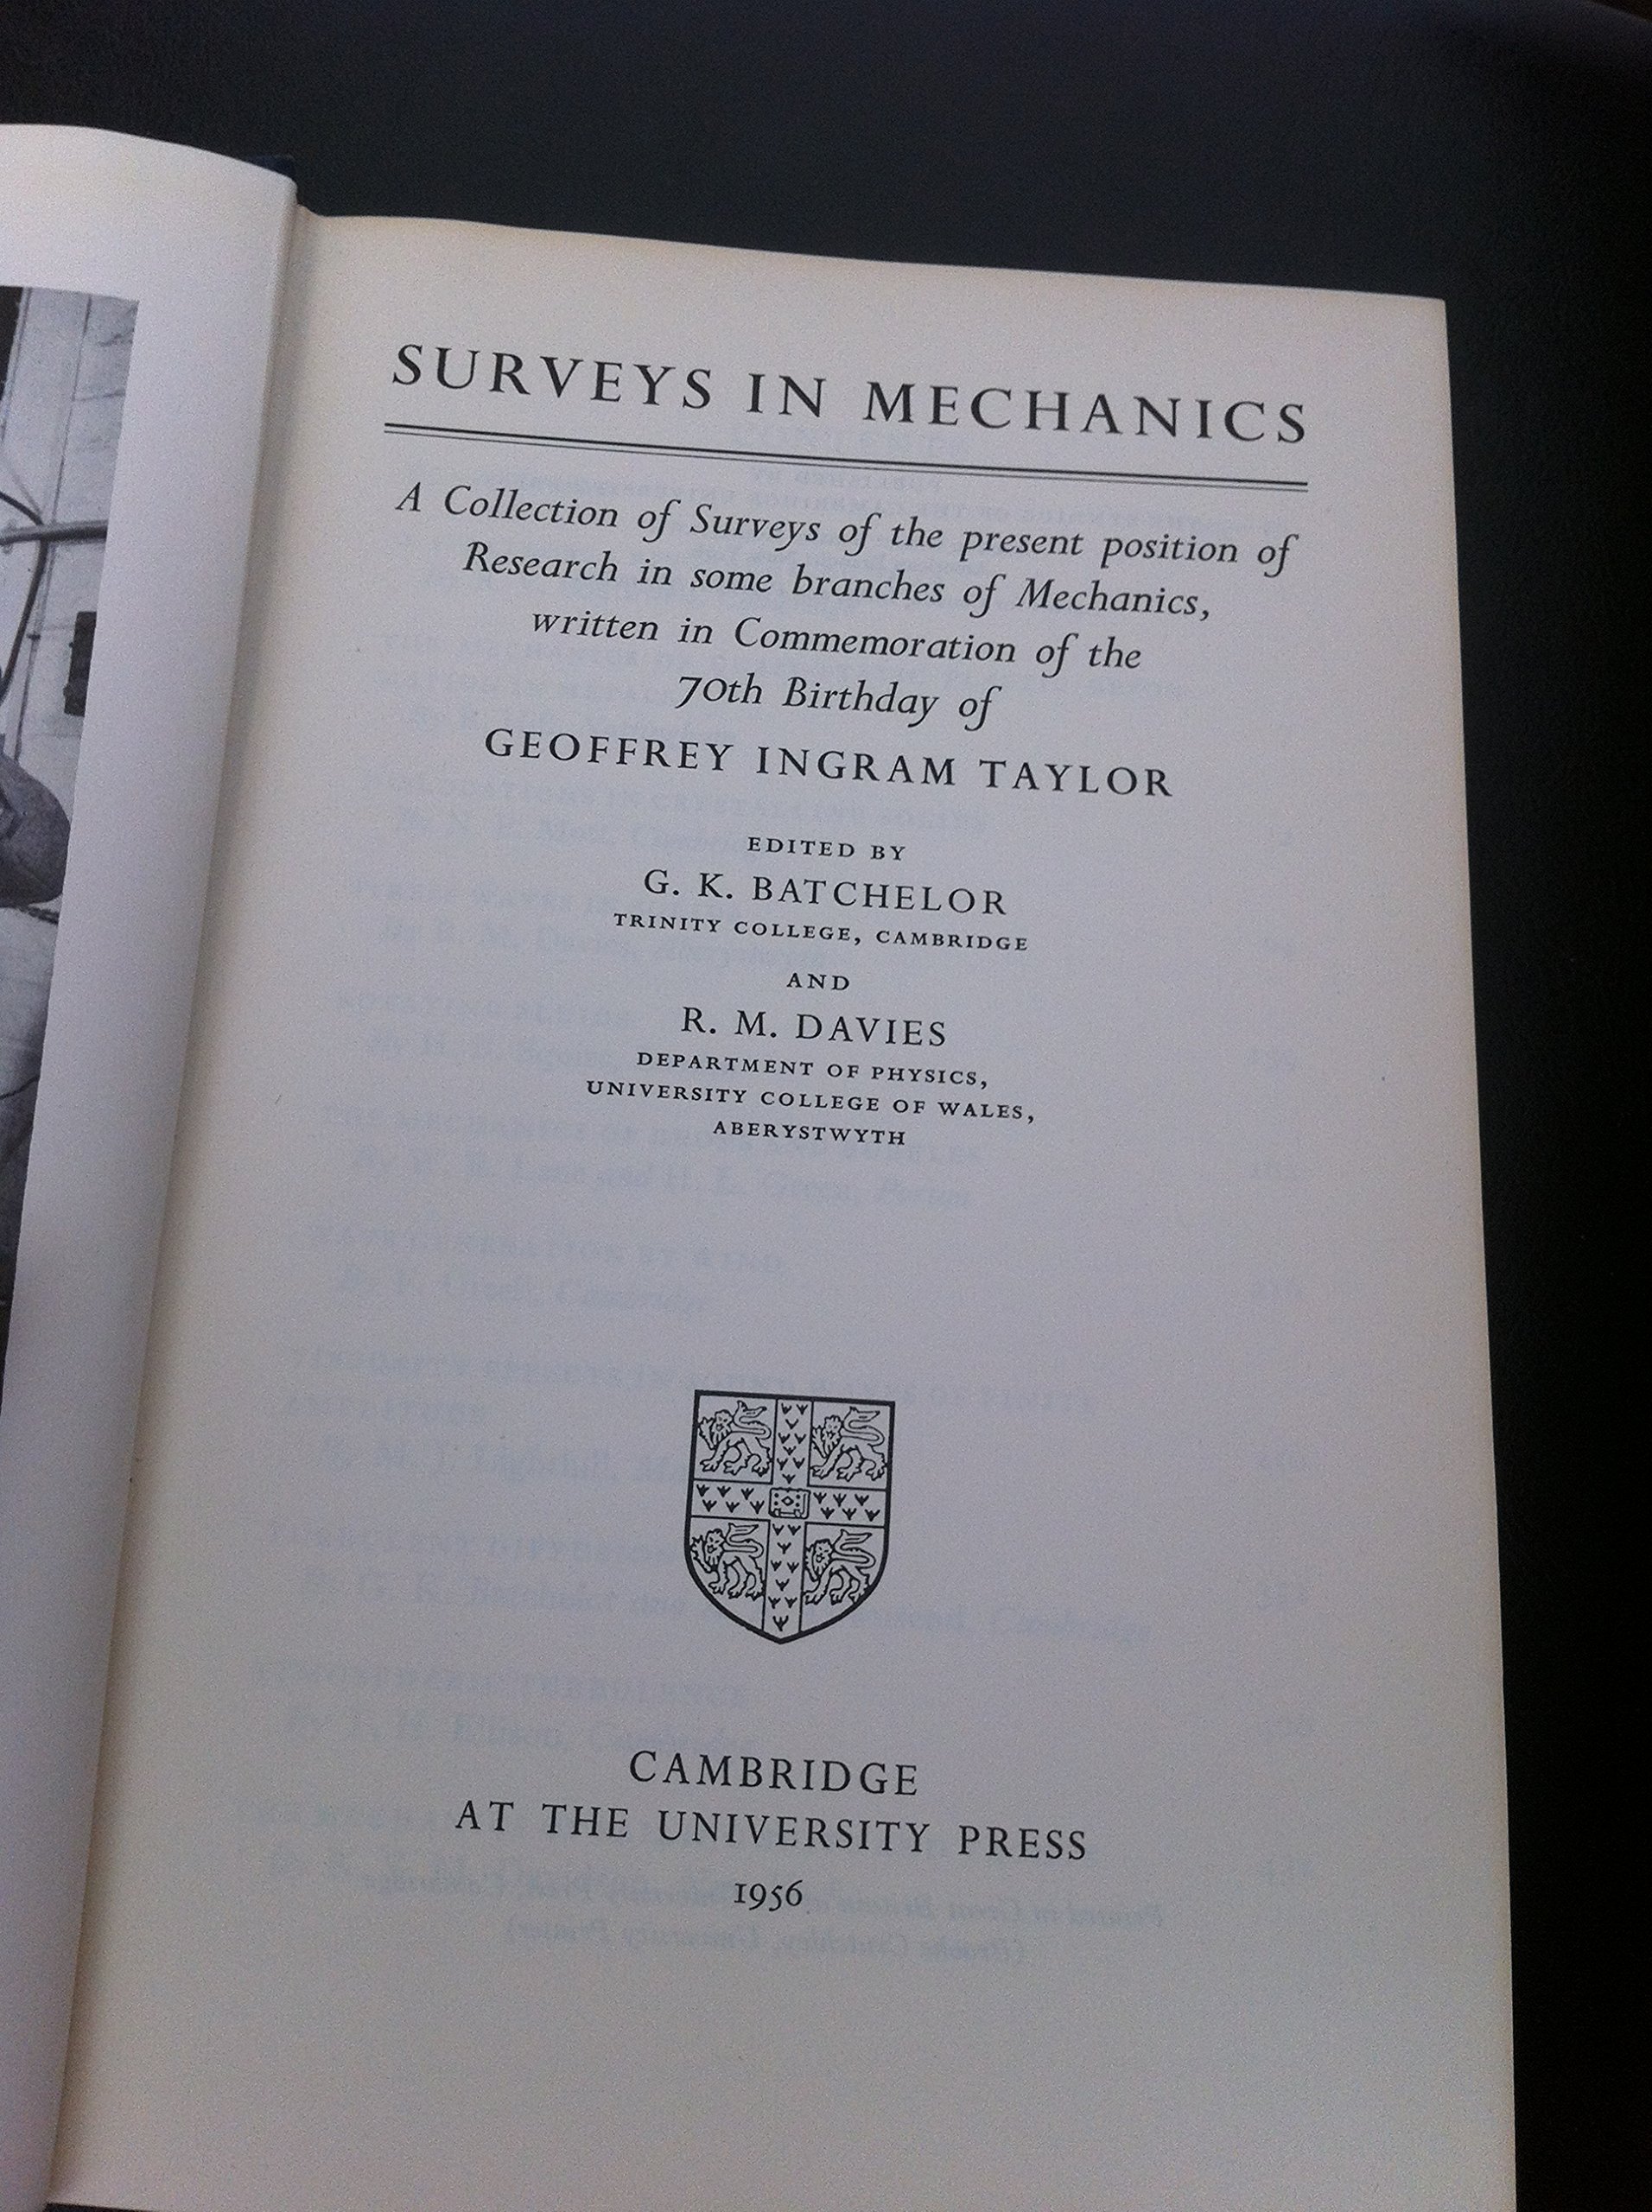 SURVEYS IN MECHANICS
A Collection of Surveys of the present position of
Research in some branches of Mechanics,
written in Commemoration of the
70th Birthday of
GEOFFREY INGRAM TAYLOR
EDITED BY
G. K. BATCHELOR
TRINITY COLLEGE, CAMBRIDGE
AND
R. M. DAVIES
DEPARTMENT OF PHYSICS,
UNIVERSITY COLLEGE OF WALES,
ABERYSTWYTH
CAMBRIDGE
AT THE UNIVERSITY PRESS
1956